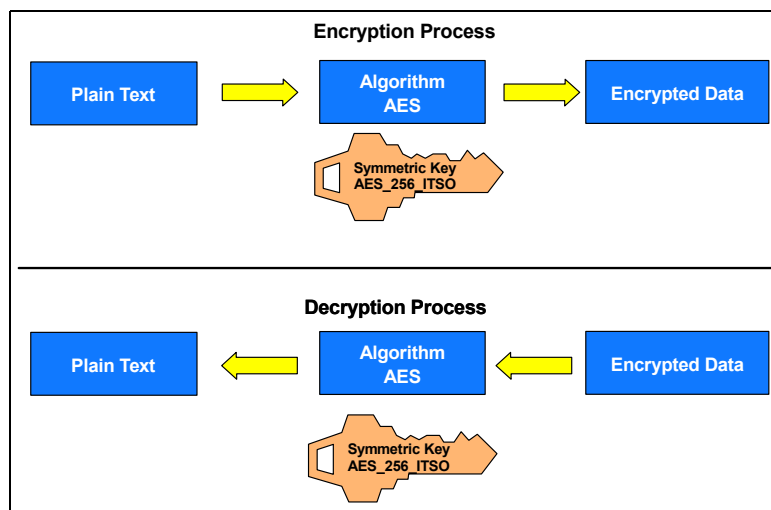 Encryption Process
Plain Text
Algorithm
AES
Encrypted Data
Symmetric Key
AES_256_ITSO
Decryption Process
Plain Text
Algorithm
AES
Encrypted Data
Symmetric Key
AES_256_ITSO